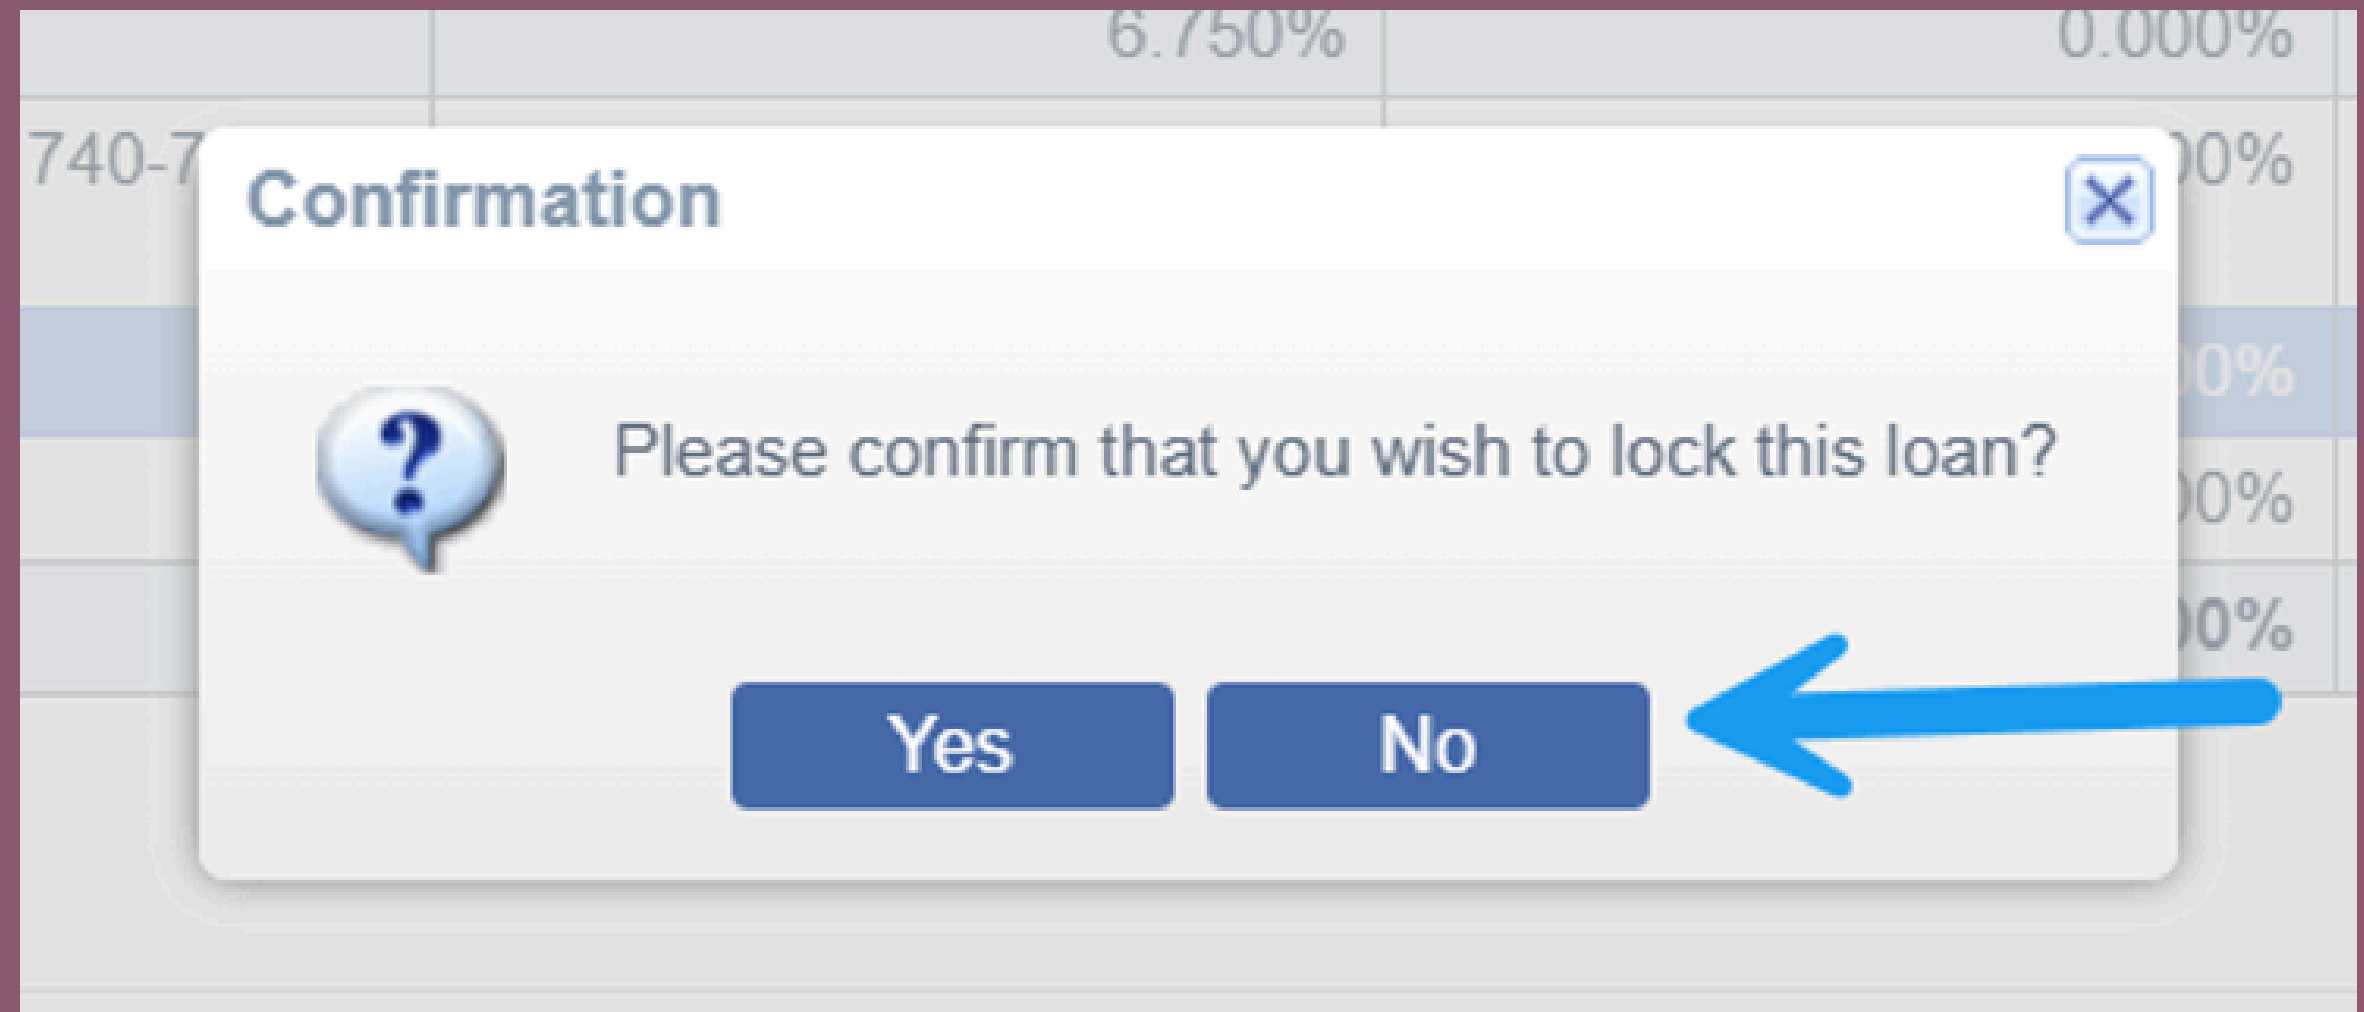 6.750% 0.000%
740-7
Confirmation
Please confirm that you wish to lock this loan?
Yes No